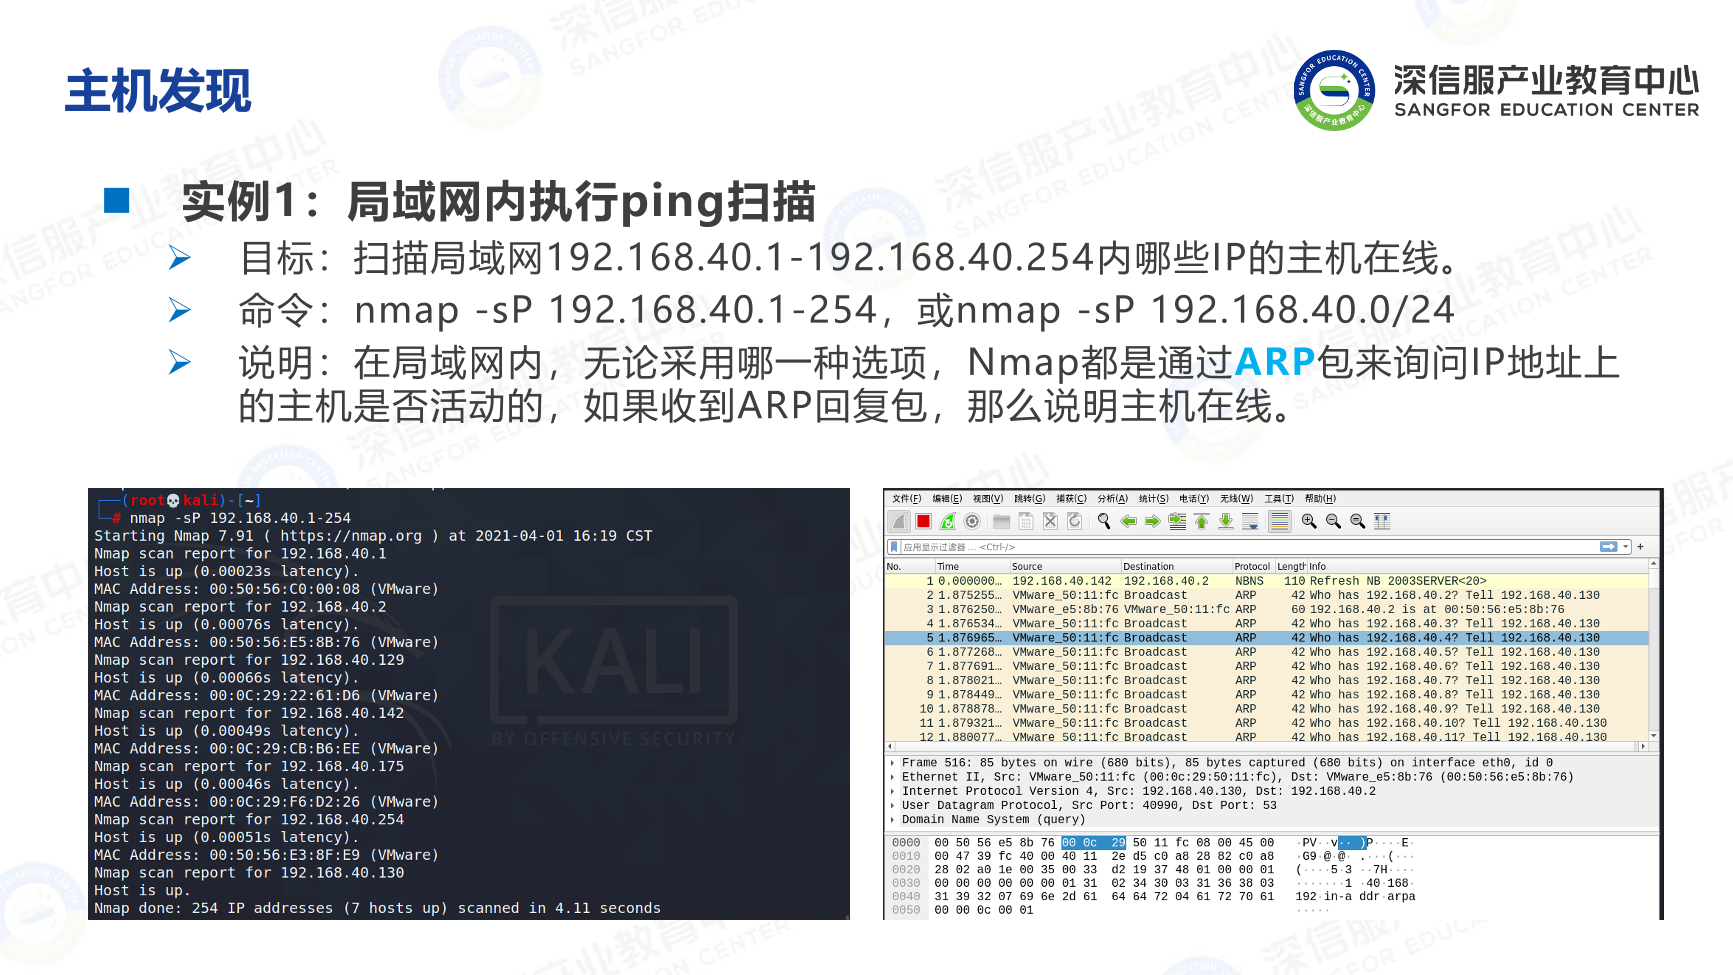 主机发现
深信服产业教育中心
SANGFOR EDUCATION CENTER
实例1：局域网内执行ping扫描
目标：扫描局域网192.168.40.1-192.168.40.254内哪些IP的主机在线。
命令：nmap -sP 192.168.40.1-254，或nmap -sP 192.168.40.0/24
说明：在局域网内，无论采用哪一种选项，Nmap都是通过ARP包来询问IP地址上
的主机是否活动的，如果收到ARP回复包，那么说明主机在线。
(root💀kali)-[~]
# nmap -sP 192.168.40.1-254
Starting Nmap 7.91 ( https://nmap.org ) at 2021-04-01 16:19 CST
Nmap scan report for 192.168.40.1
Host is up (0.00023s latency).
MAC Address: 00:50:56:C0:00:08 (VMware)
Nmap scan report for 192.168.40.2
Host is up (0.00076s latency).
MAC Address: 00:50:56:E5:8B:76 (VMware)
Nmap scan report for 192.168.40.129
Host is up (0.00066s latency).
MAC Address: 00:0C:29:22:61:D6 (VMware)
Nmap scan report for 192.168.40.142
Host is up (0.00049s latency).
MAC Address: 00:0C:29:CB:B6:EE (VMware)
Nmap scan report for 192.168.40.175
Host is up (0.00046s latency).
MAC Address: 00:0C:29:F6:D2:26 (VMware)
Nmap scan report for 192.168.40.254
Host is up (0.00051s latency).
MAC Address: 00:50:56:E3:8F:E9 (VMware)
Nmap scan report for 192.168.40.130
Host is up.
Nmap done: 254 IP addresses (7 hosts up) scanned in 4.11 seconds
KALI
BY OFFENSIVE SECURITY
文件(F) 编辑(E) 视图(V) 跳转(G) 捕获(C) 分析(A) 统计(S) 电话(Y) 无线(W) 工具(T) 帮助(H)
应用显示过滤器 … <Ctrl-/>
No. Time Source Destination Protocol Length Info
1 0.000000… 192.168.40.142 192.168.40.2 NBNS 110 Refresh NB 2003SERVER<20>
2 1.875255… VMware_50:11:fc Broadcast ARP 42 Who has 192.168.40.2? Tell 192.168.40.130
3 1.876250… VMware_e5:8b:76 VMware_50:11:fc ARP 60 192.168.40.2 is at 00:50:56:e5:8b:76
4 1.876534… VMware_50:11:fc Broadcast ARP 42 Who has 192.168.40.3? Tell 192.168.40.130
5 1.876965… VMware_50:11:fc Broadcast ARP 42 Who has 192.168.40.4? Tell 192.168.40.130
6 1.877268… VMware_50:11:fc Broadcast ARP 42 Who has 192.168.40.5? Tell 192.168.40.130
7 1.877691… VMware_50:11:fc Broadcast ARP 42 Who has 192.168.40.6? Tell 192.168.40.130
8 1.878021… VMware_50:11:fc Broadcast ARP 42 Who has 192.168.40.7? Tell 192.168.40.130
9 1.878449… VMware_50:11:fc Broadcast ARP 42 Who has 192.168.40.8? Tell 192.168.40.130
10 1.878878… VMware_50:11:fc Broadcast ARP 42 Who has 192.168.40.9? Tell 192.168.40.130
11 1.879321… VMware_50:11:fc Broadcast ARP 42 Who has 192.168.40.10? Tell 192.168.40.130
12 1.880077… VMware_50:11:fc Broadcast ARP 42 Who has 192.168.40.11? Tell 192.168.40.130
Frame 516: 85 bytes on wire (680 bits), 85 bytes captured (680 bits) on interface eth0, id 0
Ethernet II, Src: VMware_50:11:fc (00:0c:29:50:11:fc), Dst: VMware_e5:8b:76 (00:50:56:e5:8b:76)
Internet Protocol Version 4, Src: 192.168.40.130, Dst: 192.168.40.2
User Datagram Protocol, Src Port: 40990, Dst Port: 53
Domain Name System (query)
0000 00 50 56 e5 8b 76 00 0c 29 50 11 fc 08 00 45 00 ·PV··v·· )P····E·
0010 00 47 39 fc 40 00 40 11 2e d5 c0 a8 28 82 c0 a8 ·G9·@·@· .···(···
0020 28 02 a0 1e 00 35 00 33 d2 19 37 48 01 00 00 01 (····5·3 ··7H····
0030 00 00 00 00 00 00 01 31 02 34 30 03 31 36 38 03 ·······1 ·40·168·
0040 31 39 32 07 69 6e 2d 61 64 64 72 04 61 72 70 61 192·in-a ddr·arpa
0050 00 00 0c 00 01 ·····